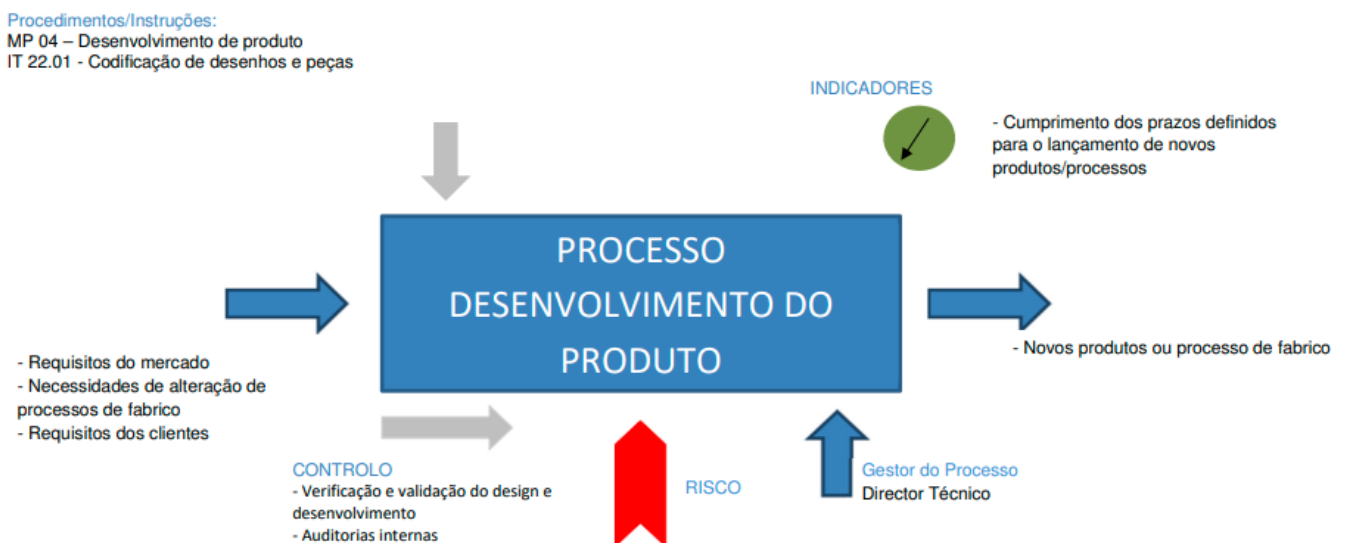 Procedimentos/Instruções:
MP 04 – Desenvolvimento de produto
IT 22.01 - Codificação de desenhos e peças
INDICADORES
- Cumprimento dos prazos definidos
para o lançamento de novos
produtos/processos
PROCESSO
DESENVOLVIMENTO DO
PRODUTO
- Requisitos do mercado
- Necessidades de alteração de
processos de fabrico
- Requisitos dos clientes
- Novos produtos ou processo de fabrico
CONTROLO
- Verificação e validação do design e
desenvolvimento
- Auditorias internas
RISCO
Gestor do Processo
Director Técnico